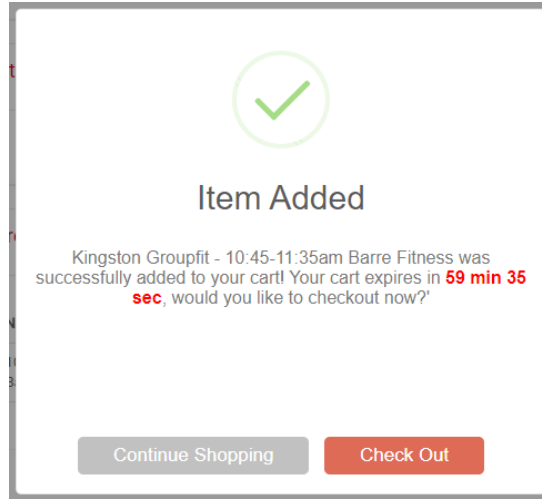 Item Added
Kingston Groupfit - 10:45-11:35am Barre Fitness was
successfully added to your cart! Your cart expires in 59 min 35
sec, would you like to checkout now?'
Continue Shopping
Check Out